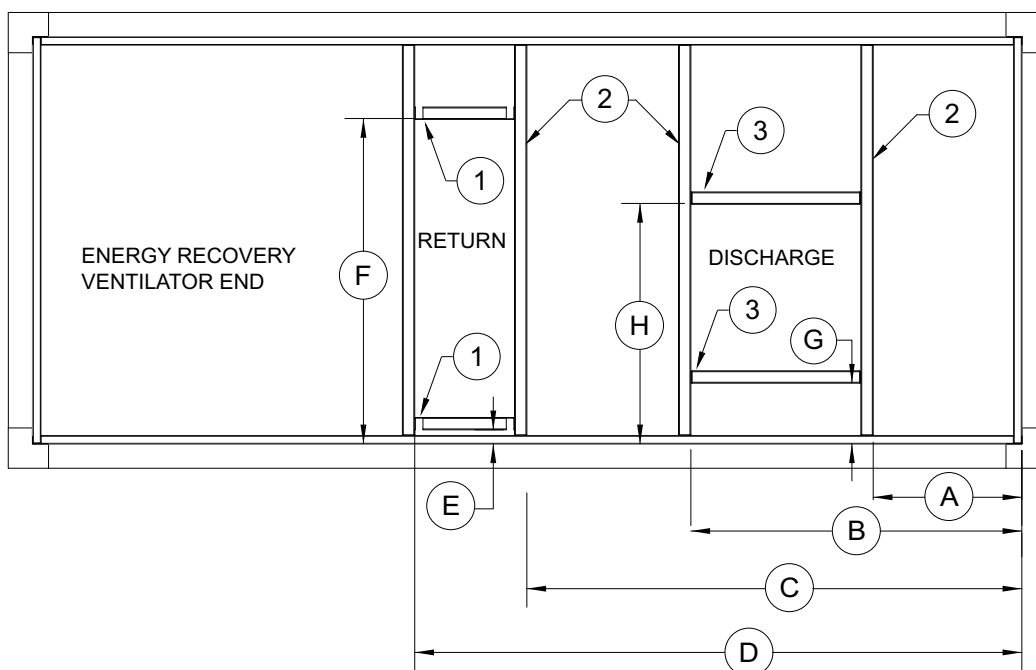 2
2
3
1
F
RETURN
ENERGY RECOVERY
VENTILATOR END
DISCHARGE
H
3
G
1
E
A
B
C
D